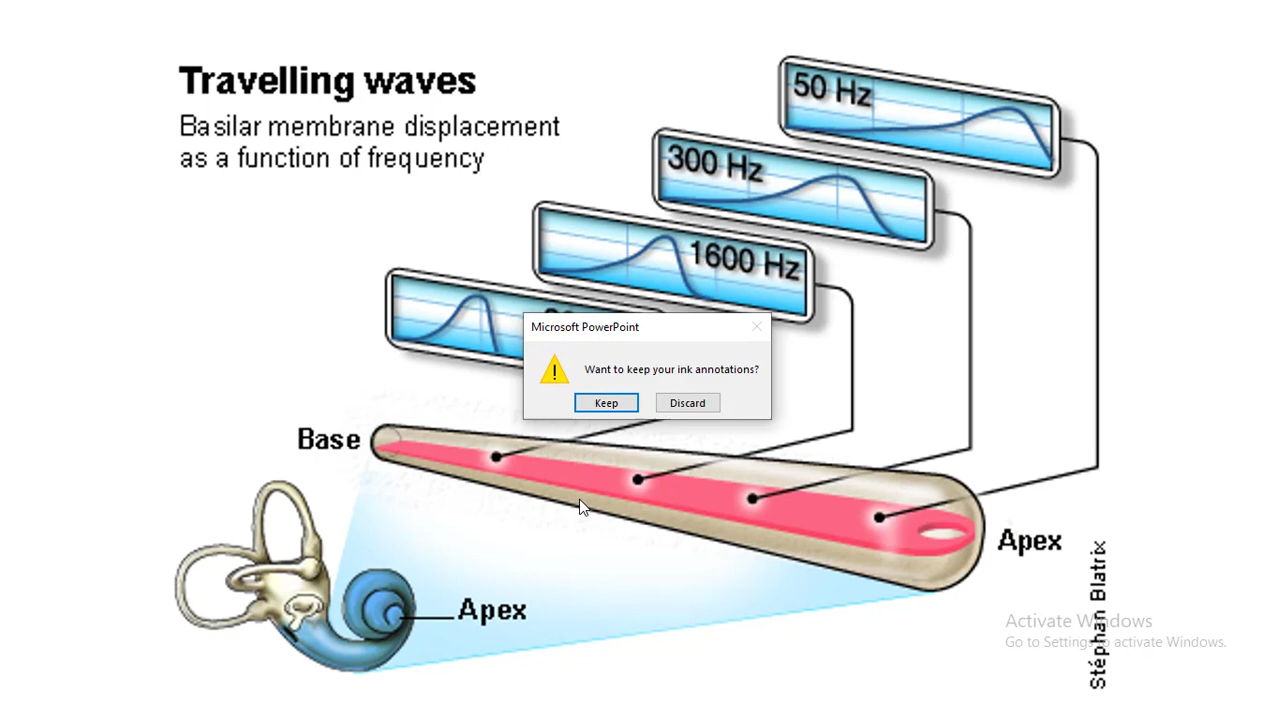 Travelling waves
Basilar membrane displacement
as a function of frequency
50 Hz
300 Hz
1600 Hz
Microsoft PowerPoint
Want to keep your ink annotations?
Keep
Discard
Base
Apex
Apex
Stéphan Blatrix
Activate Windows
Go to Settings to activate Windows.